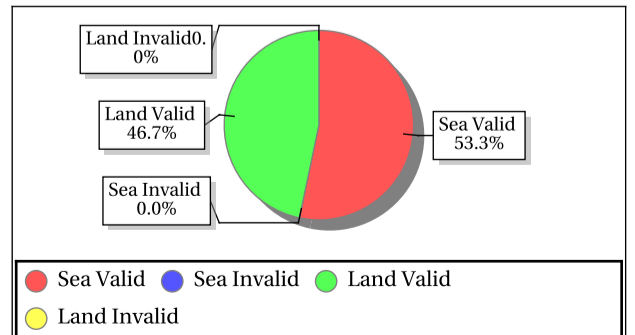 Land Invalid0.
0%
Land Valid
46.7%
Sea Valid
53.3%
Sea Invalid
0.0%
Sea Valid Sea Invalid Land Valid
Land Invalid